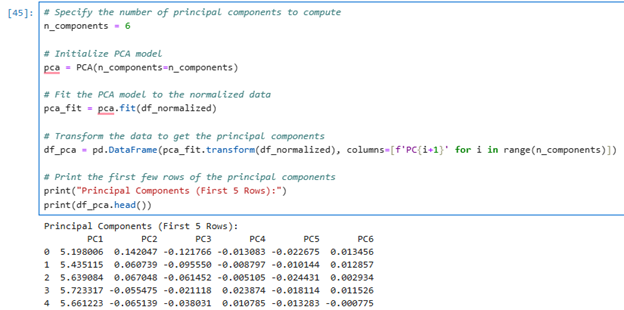 [45]: # Specify the number of principal components to compute
n_components = 6
# Initialize PCA model
pca = PCA(n_components=n_components)
# Fit the PCA model to the normalized data
pca_fit = pca.fit(df_normalized)
# Transform the data to get the principal components
df_pca = pd.DataFrame(pca_fit.transform(df_normalized), columns=[f'PC{i+1}' for i in range(n_components)])
# Print the first few rows of the principal components
print("Principal Components (First 5 Rows):")
print(df_pca.head())
Principal Components (First 5 Rows):
PC1 PC2 PC3 PC4 PC5 PC6
0 5.198006 0.142047 -0.121766 -0.013083 -0.022675 0.013456
1 5.435115 0.060739 -0.095550 -0.008797 -0.010144 0.012857
2 5.639084 0.067048 -0.061452 -0.005105 -0.024431 0.002934
3 5.723317 -0.055475 -0.021118 0.023874 -0.018114 0.011526
4 5.661223 -0.065139 -0.038031 0.010785 -0.013283 -0.000775